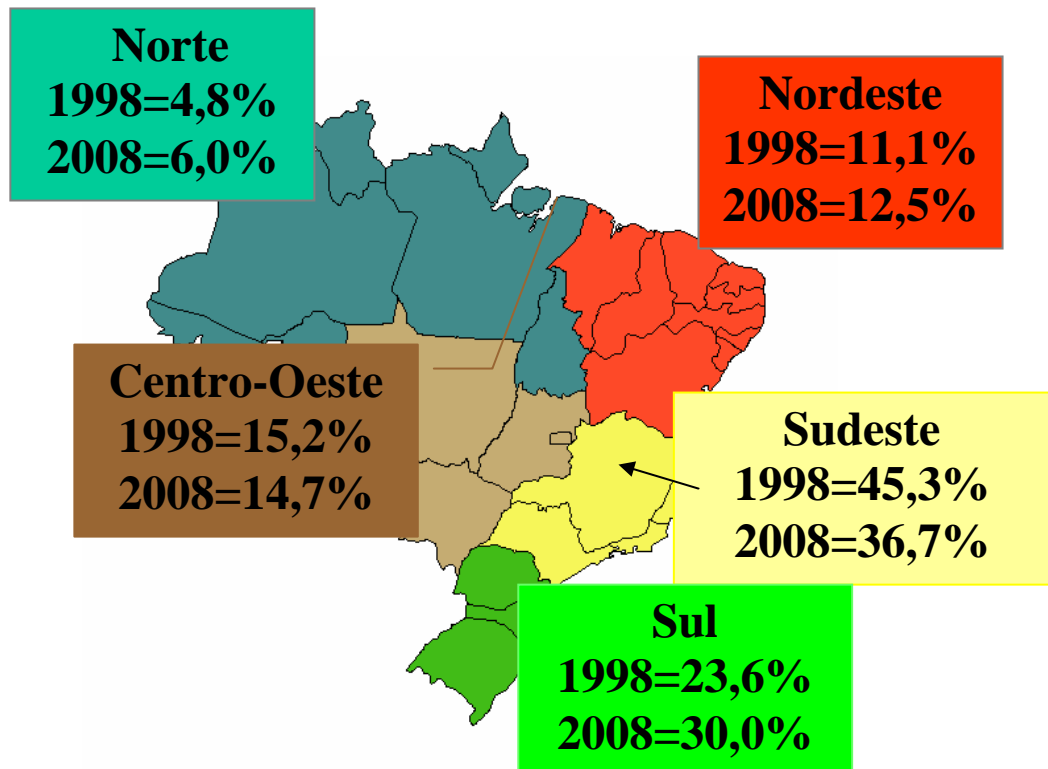 Norte
1998=4,8%
2008=6,0%
Nordeste
1998=11,1%
2008=12,5%
Centro-Oeste
1998=15,2%
2008=14,7%
Sudeste
1998=45,3%
2008=36,7%
Sul
1998=23,6%
2008=30,0%